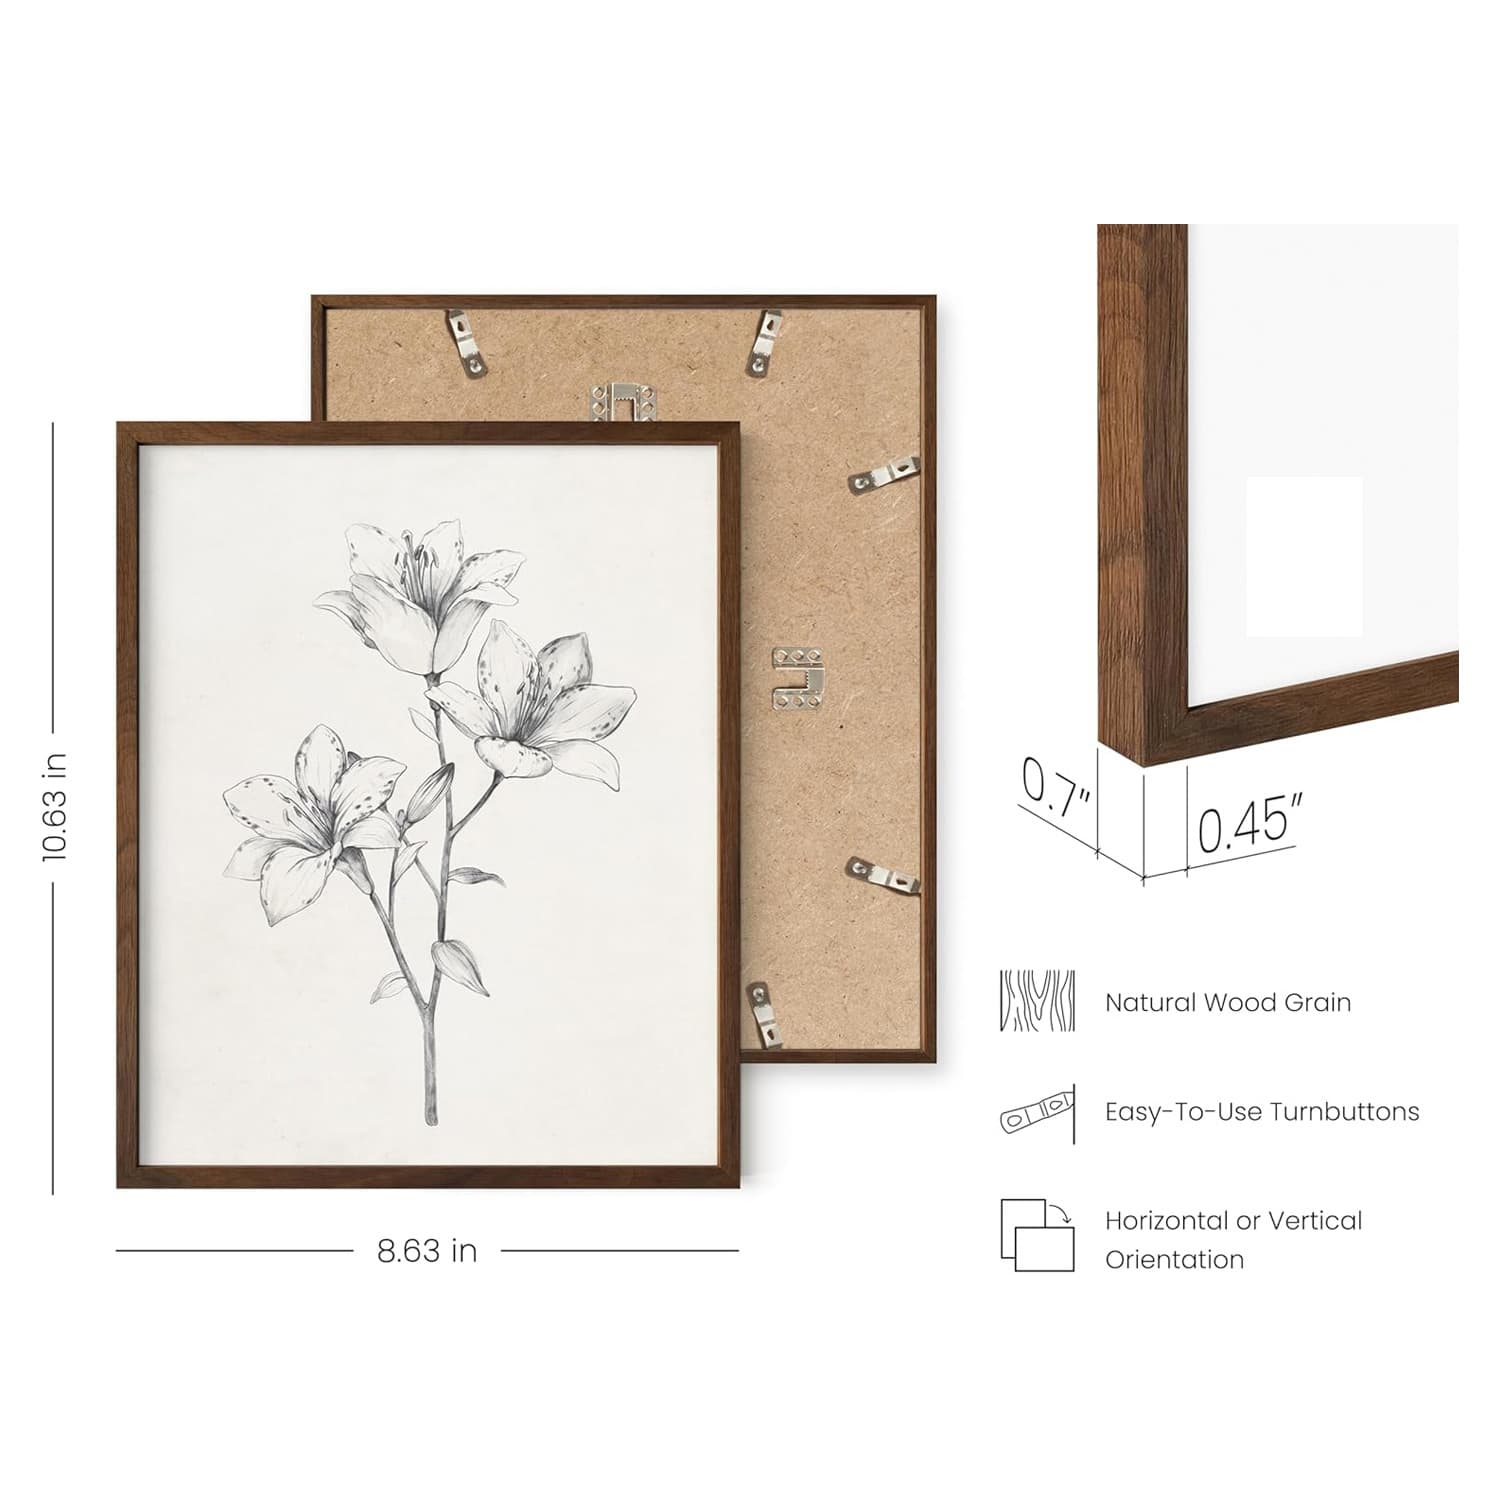 10.63 in
8.63 in
0.7"
0.45"
Natural Wood Grain
Easy-To-Use Turnbuttons
Horizontal or Vertical
Orientation